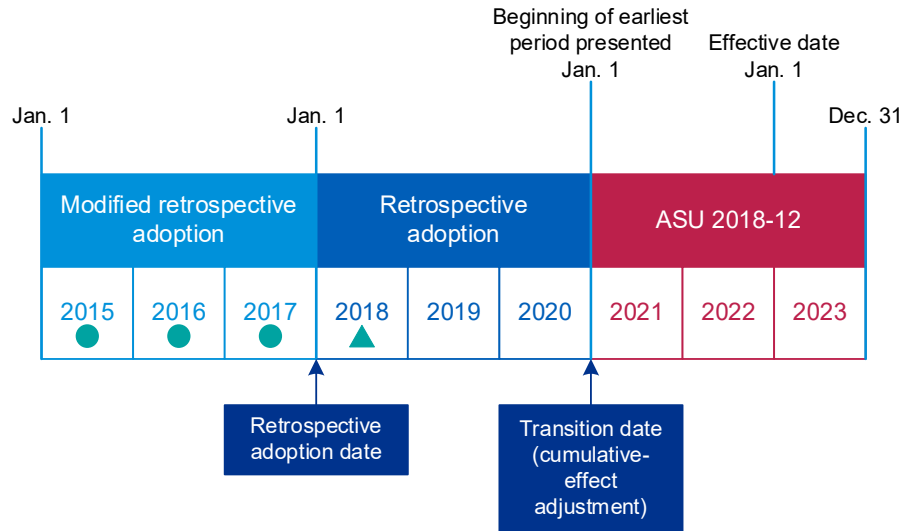 Beginning of earliest
period presented
Jan. 1
Effective date
Jan. 1
Jan. 1
Jan. 1
Dec. 31
Modified retrospective
adoption
Retrospective
adoption
ASU 2018-12
2015
2016
2017
2018
2019
2020
2021
2022
2023
Retrospective
adoption date
Transition date
(cumulative-
effect
adjustment)